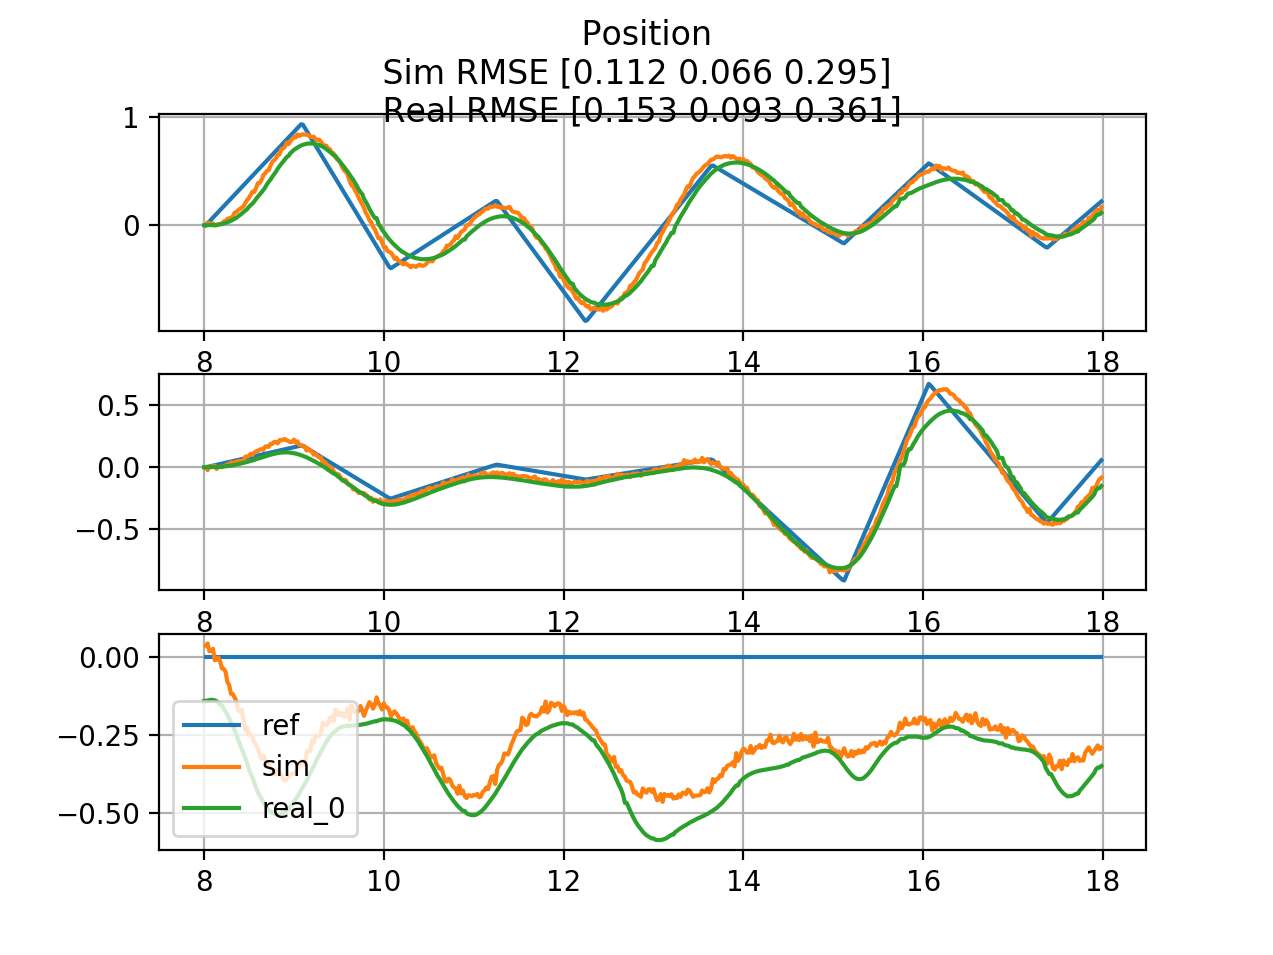 Position
Sim RMSE [0.112 0.066 0.295]
Real RMSE [0.153 0.093 0.361]
1
0
8 10 12 14 16 18
0.5
0.0
−0.5
8 10 12 14 16 18
0.00
−0.25
−0.50
ref
sim
real_0
8 10 12 14 16 18